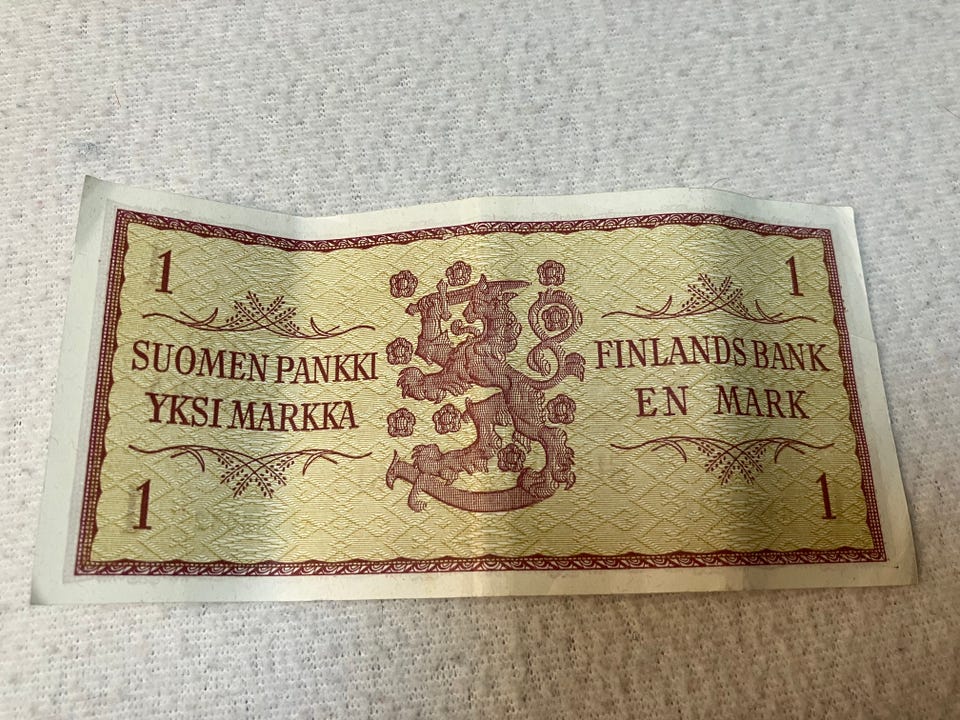 1
1
SUOMEN PANKKI
YKSI MARKKA
FINLANDS BANK
EN MARK
1
1